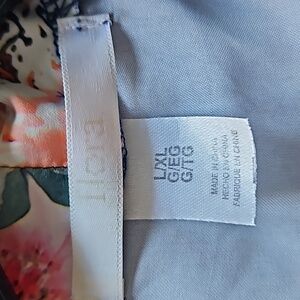 L/XL
G/EG
G/TG
MADE IN CHINA
HECHO EN CHINA
FABRIQUÉ EN CHINE